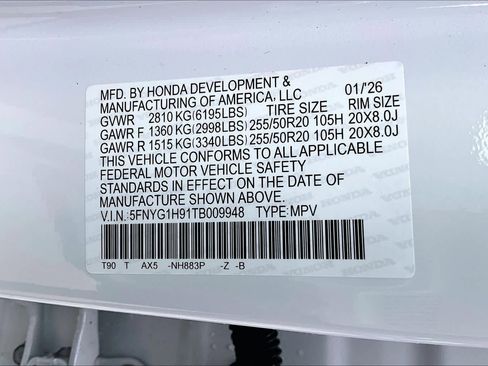 MFD. BY HONDA DEVELOPMENT &
MANUFACTURING OF AMERICA, LLC 01/'26
GVWR 2810 KG(6195LBS) TIRE SIZE RIM SIZE
GAWR F 1360 KG(2998LBS) 255/50R20 105H 20X8.0J
GAWR R 1515 KG(3340LBS) 255/50R20 105H 20X8.0J
THIS VEHICLE CONFORMS TO ALL APPLICABLE
FEDERAL MOTOR VEHICLE SAFETY
STANDARDS IN EFFECT ON THE DATE OF
MANUFACTURE SHOWN ABOVE.
V.I.N.: 5FNYG1H91TB009948 TYPE: MPV
T90 T AX5 -NH883P -Z -B